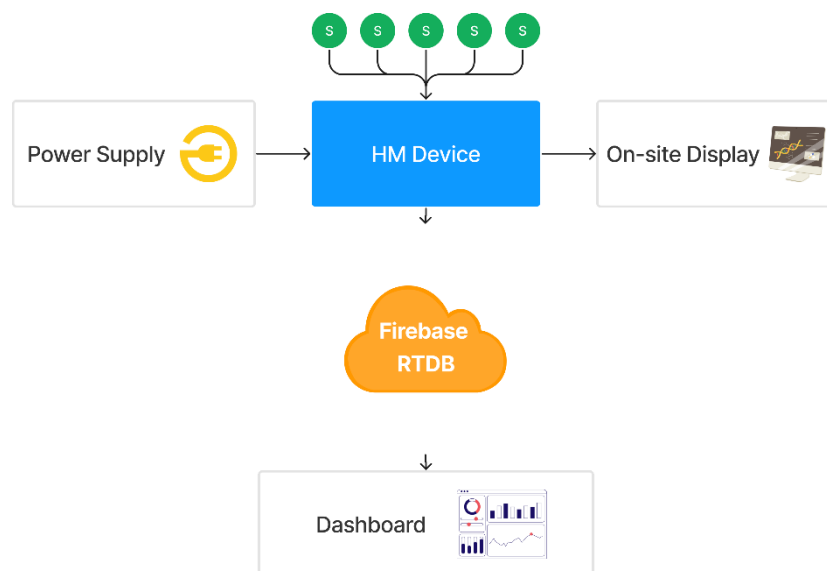 S S S S S
Power Supply
HM Device
On-site Display
Firebase
RTDB
Dashboard